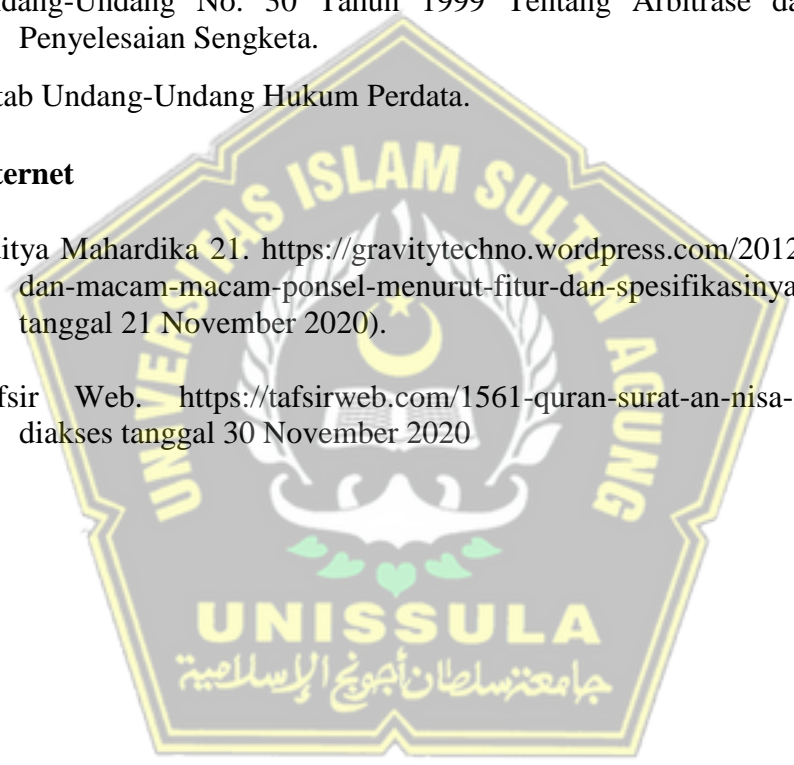 ndang-Undang No. 30 Tahun 1999 Tentang Arbitrase da
Penyelesaian Sengketa.
tab Undang-Undang Hukum Perdata.
ternet
ditya Mahardika 21. https://gravitytechno.wordpress.com/2012
dan-macam-macam-ponsel-menurut-fitur-dan-spesifikasinya
tanggal 21 November 2020).
fsir Web. https://tafsirweb.com/1561-quran-surat-an-nisa-
diakses tanggal 30 November 2020
UNIVERSITAS ISLAM SULTAN AGUNG
UNISSULA
جامعة سلطان أجونج الإسلامية